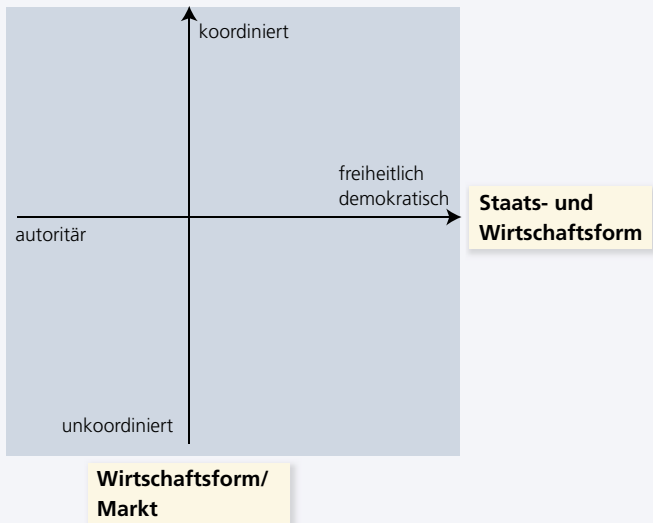 koordiniert
freiheitlich
demokratisch
autoritär
Staats- und
Wirtschaftsform
unkoordiniert
Wirtschaftsform/
Markt